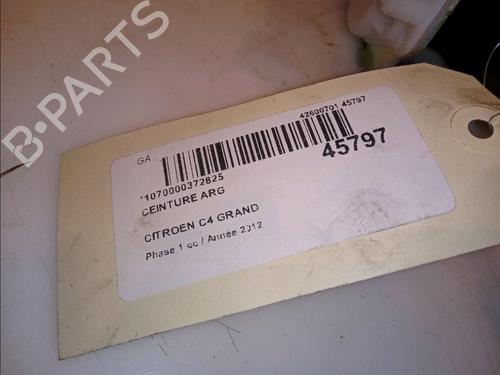 B-PARTS
GA
42600701 45797
45797
*1070000372825
CEINTURE ARG
CITROEN C4 GRAND
Phase 1 cc / Année 2012